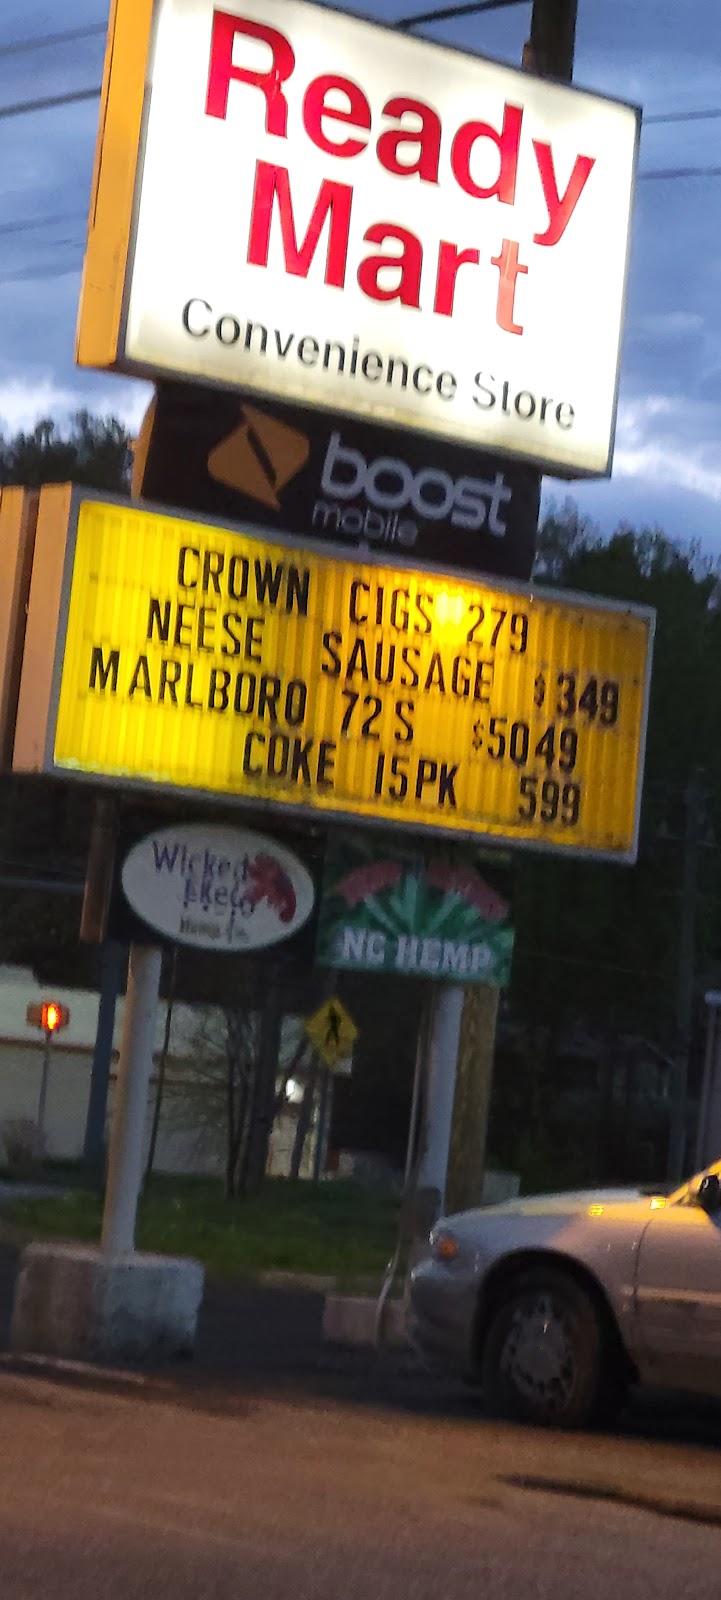 Ready
Mart
Convenience Store
boost
mobile
CROWN CIGS 279
NEESE SAUSAGE $349
MARLBORO 72S $5049
COKE 15PK 599
Wicked
NC HEMP